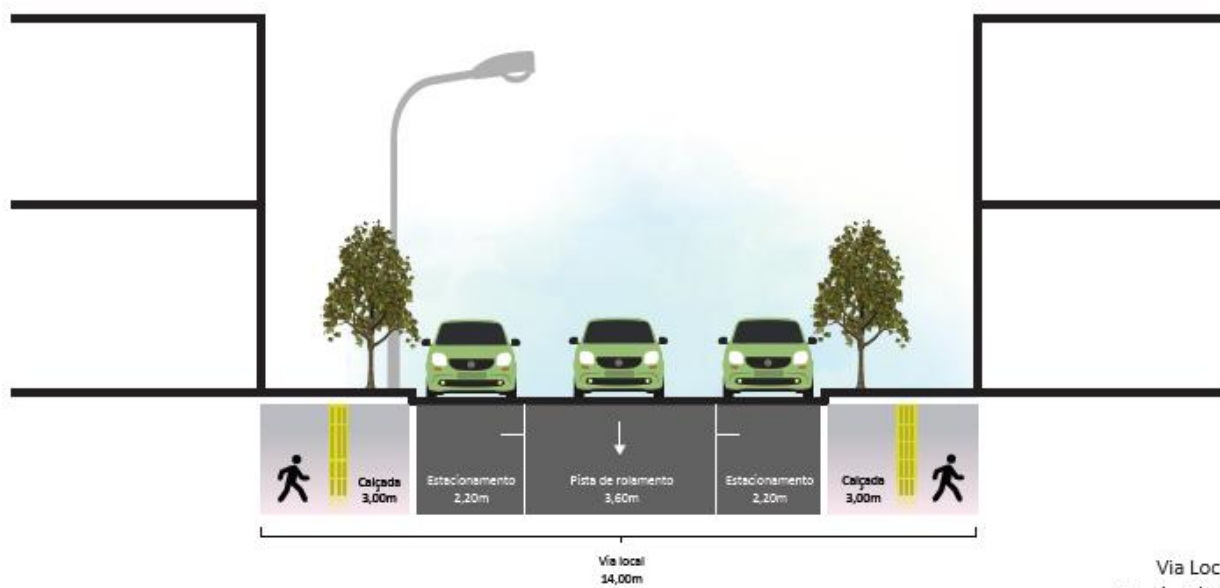 Calçada
3,00m
Estacionamento
2,20m
Pista de rolamento
3,60m
Estacionamento
2,20m
Calçada
3,00m
Via local
14,00m
Via Loc